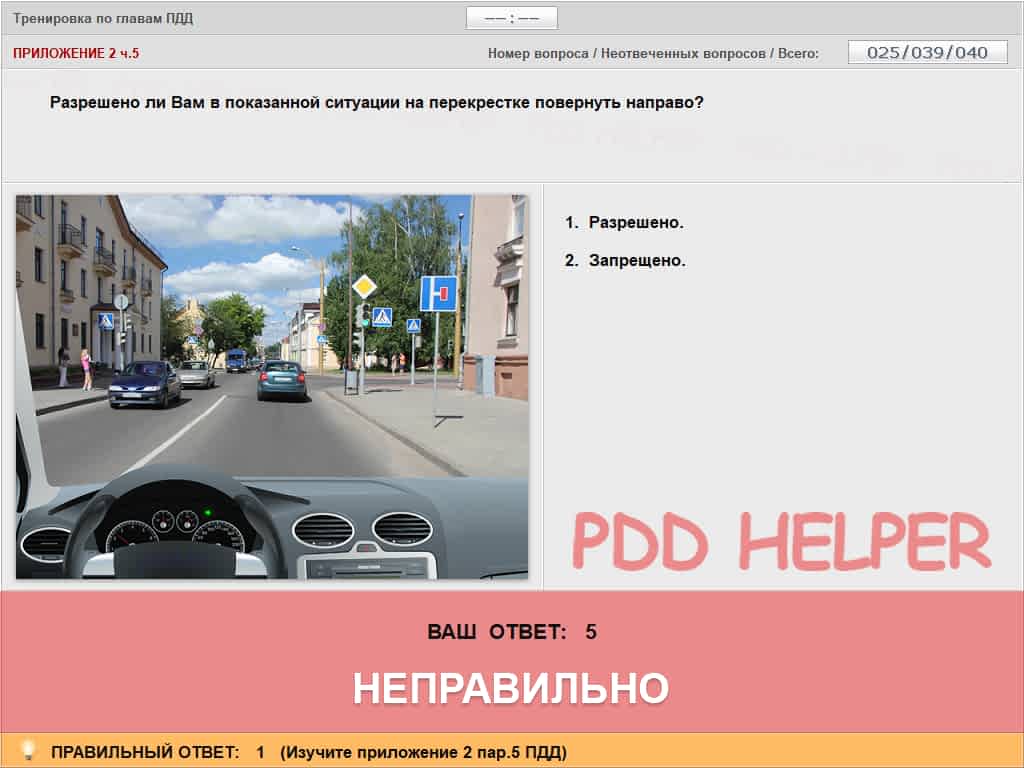 Тренировка по главам ПДД
—— : ——
ПРИЛОЖЕНИЕ 2 ч.5
Номер вопроса / Неотвеченных вопросов / Всего: 025/039/040
Разрешено ли Вам в показанной ситуации на перекрестке повернуть направо?
1. Разрешено.
2. Запрещено.
PDD HELPER
ВАШ ОТВЕТ: 5
НЕПРАВИЛЬНО
ПРАВИЛЬНЫЙ ОТВЕТ: 1 (Изучите приложение 2 пар.5 ПДД)